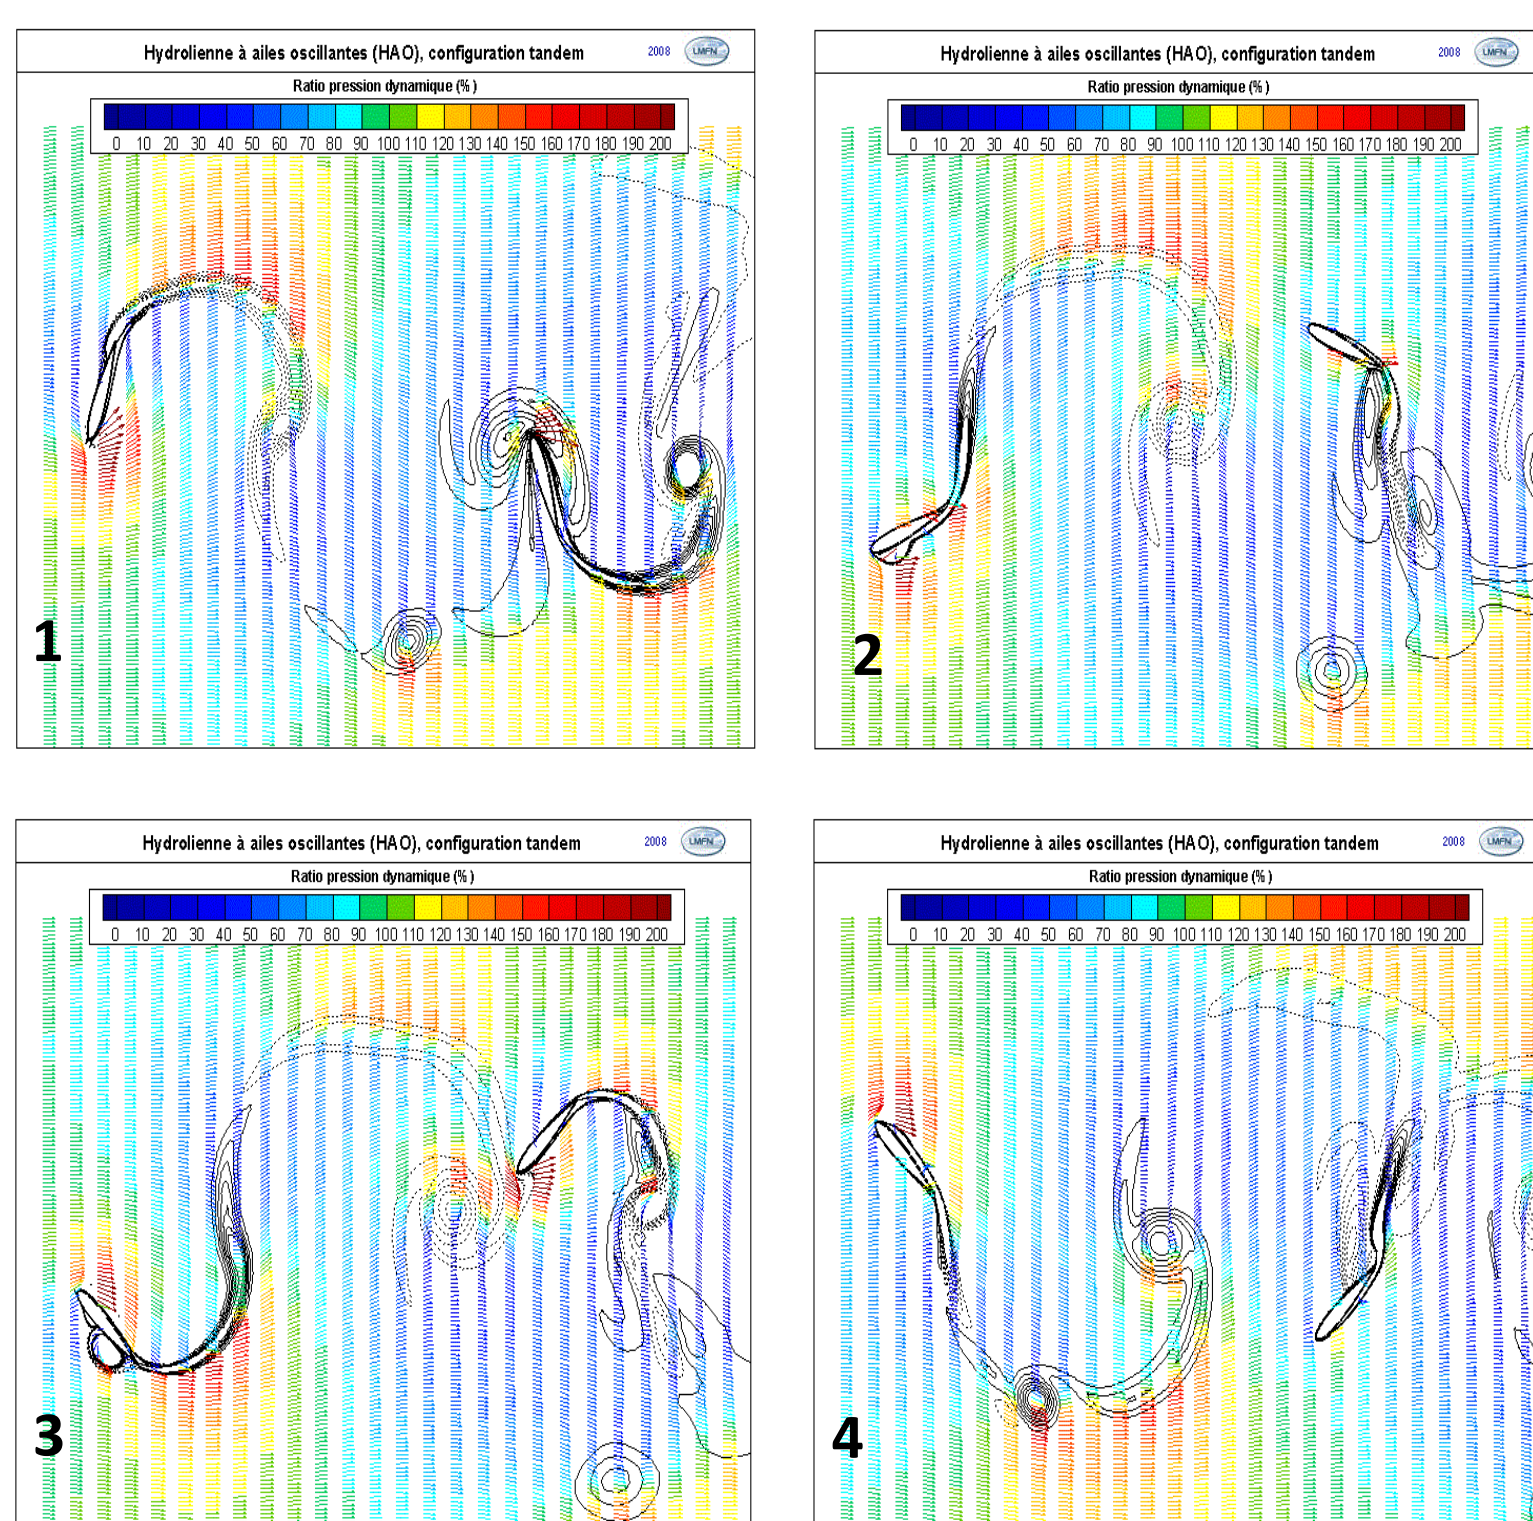 Hydrolienne à ailes oscillantes (HAO), configuration tandem 2008 LMFN
Ratio pression dynamique (%)
0 10 20 30 40 50 60 70 80 90 100 110 120 130 140 150 160 170 180 190 200
1
Hydrolienne à ailes oscillantes (HAO), configuration tandem 2008 LMFN
Ratio pression dynamique (%)
0 10 20 30 40 50 60 70 80 90 100 110 120 130 140 150 160 170 180 190 200
2
Hydrolienne à ailes oscillantes (HAO), configuration tandem 2008 LMFN
Ratio pression dynamique (%)
0 10 20 30 40 50 60 70 80 90 100 110 120 130 140 150 160 170 180 190 200
3
Hydrolienne à ailes oscillantes (HAO), configuration tandem 2008 LMFN
Ratio pression dynamique (%)
0 10 20 30 40 50 60 70 80 90 100 110 120 130 140 150 160 170 180 190 200
4